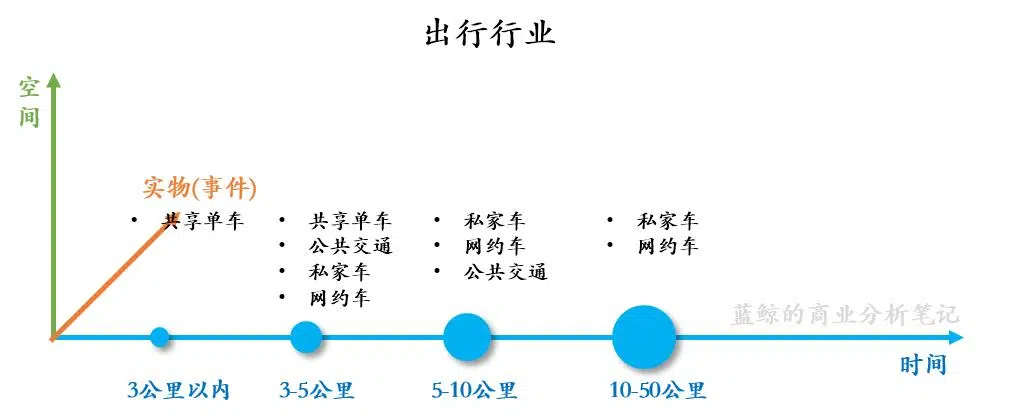 出行行业
空
间
实物(事件)
• 共享单车
• 共享单车
• 公共交通
• 私家车
• 网约车
• 私家车
• 网约车
• 公共交通
• 私家车
• 网约车
蓝鲸的商业分析笔记
时间
3公里以内
3-5公里
5-10公里
10-50公里